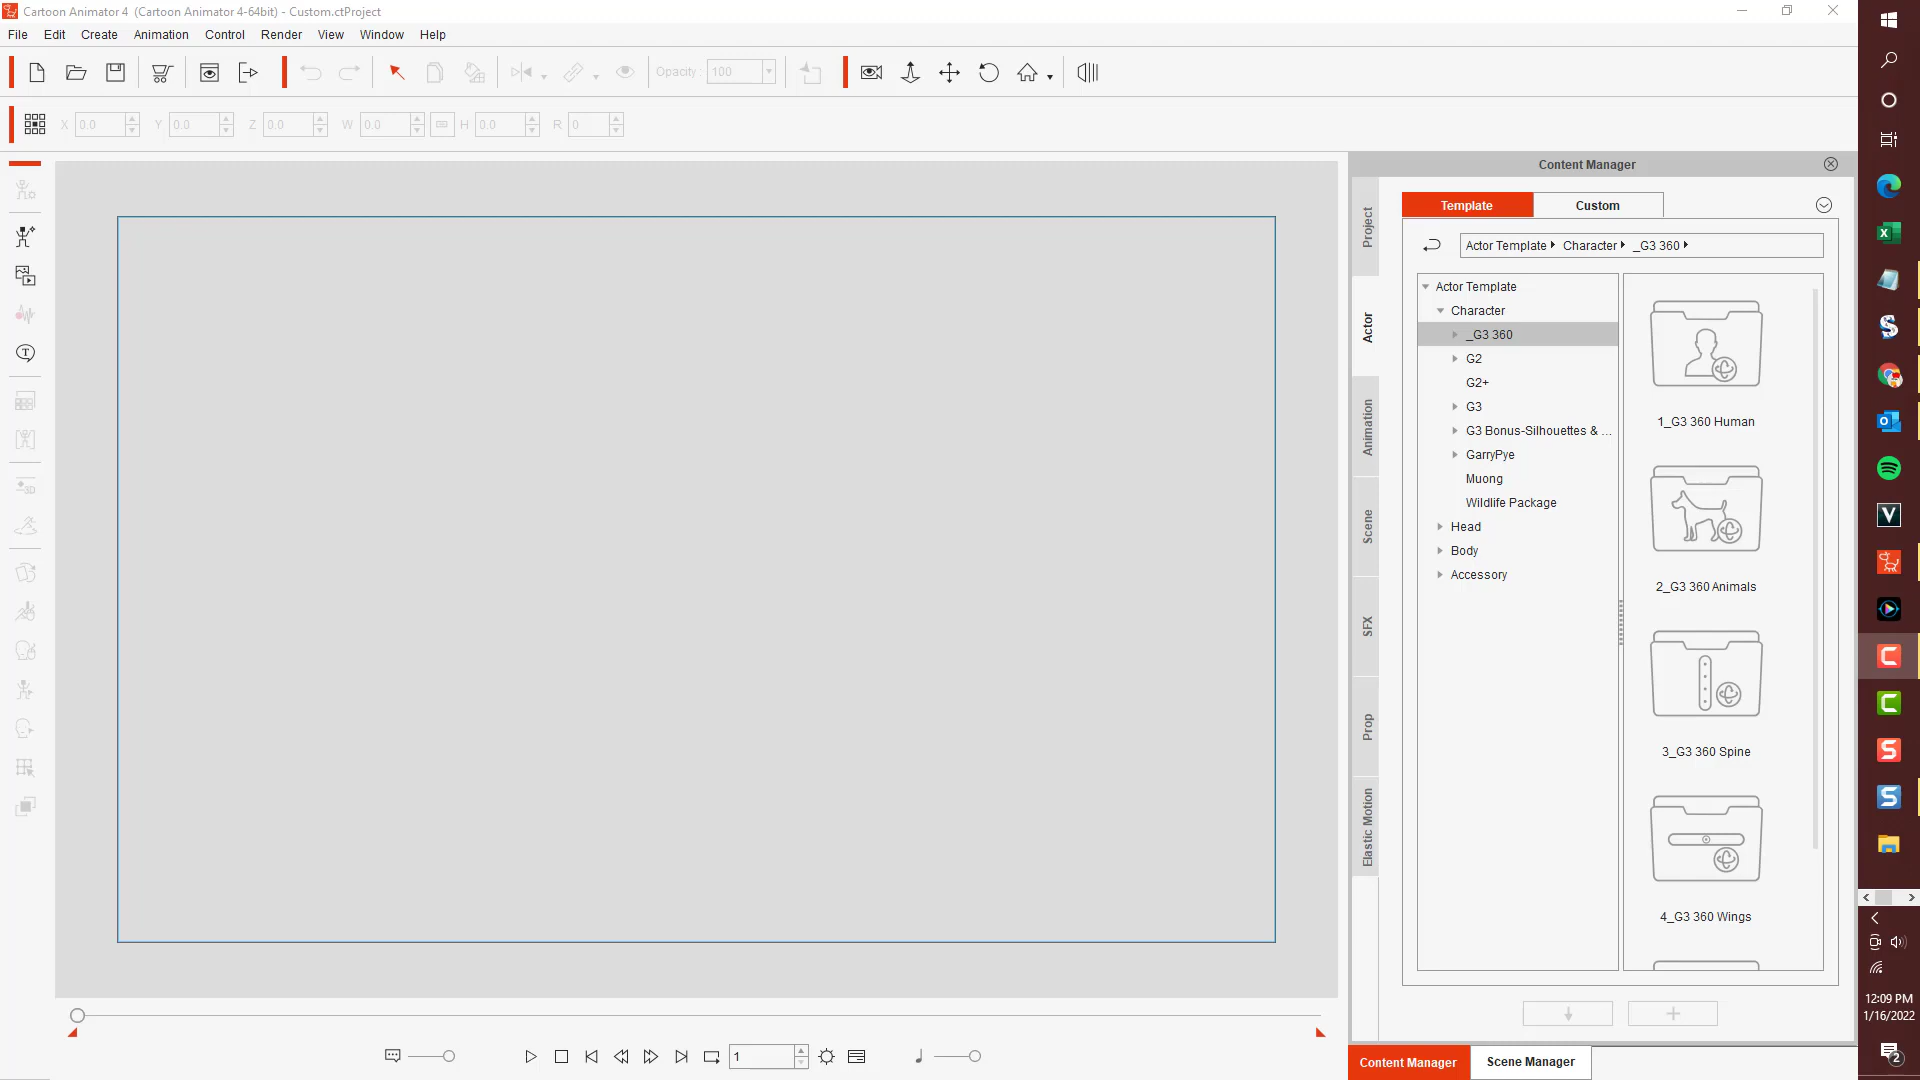 Cartoon Animator 4  (Cartoon Animator 4-64bit) - Custom.ctProject
File Edit Create Animation Control Render View Window Help
Opacity : 100
X 0.0 Y 0.0 Z 0.0 W 0.0 H 0.0 R 0
Content Manager
Template Custom
Actor Template Character _G3 360
Project
Actor
Animation
Scene
SFX
Prop
Elastic Motion
Actor Template
Character
_G3 360
G2
G2+
G3
G3 Bonus-Silhouettes & ...
GarryPye
Muong
Wildlife Package
Head
Body
Accessory
1_G3 360 Human
2_G3 360 Animals
3_G3 360 Spine
4_G3 360 Wings
1
Content Manager Scene Manager
12:09 PM
1/16/2022
2